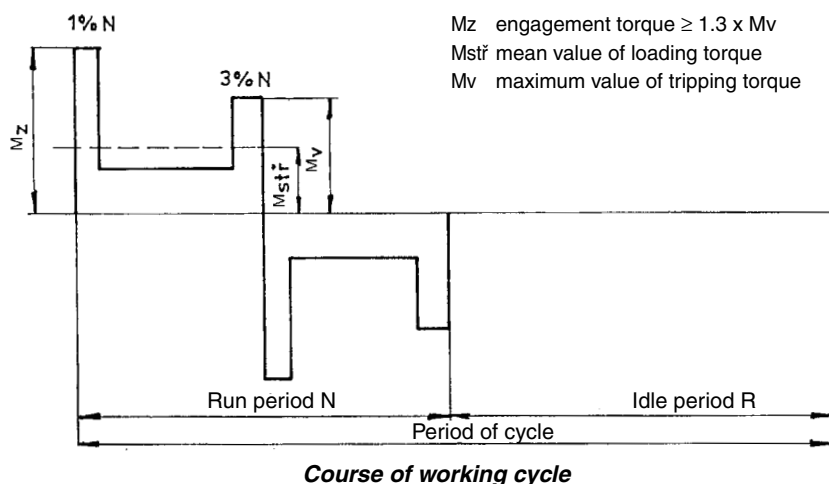 Mz engagement torque ≥ 1.3 x Mv
Mstř mean value of loading torque
Mv maximum value of tripping torque
1% N
3% N
Mz
Mstř
Mv
Run period N
Idle period R
Period of cycle
Course of working cycle